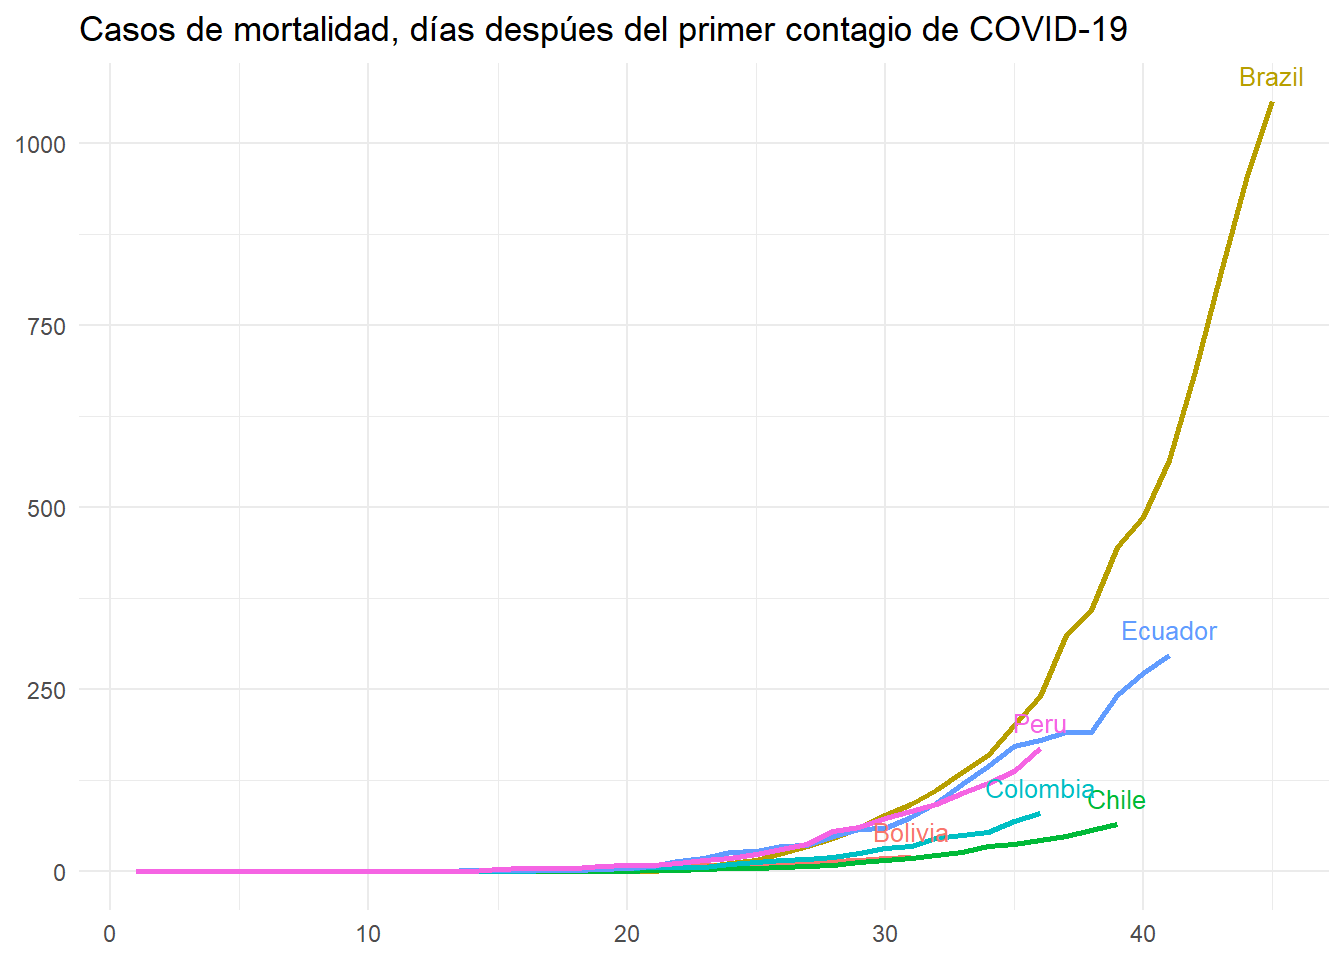 Casos de mortalidad, días despúes del primer contagio de COVID-19
Brazil
1000
750
Ecuador
500
Peru
250
Colombia
Chile
Bolivia
0
0 10 20 30 40